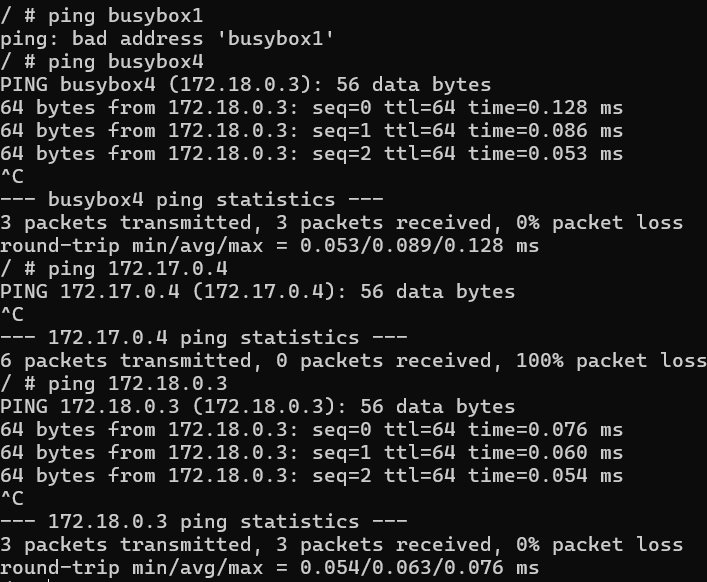 / # ping busybox1
ping: bad address 'busybox1'
/ # ping busybox4
PING busybox4 (172.18.0.3): 56 data bytes
64 bytes from 172.18.0.3: seq=0 ttl=64 time=0.128 ms
64 bytes from 172.18.0.3: seq=1 ttl=64 time=0.086 ms
64 bytes from 172.18.0.3: seq=2 ttl=64 time=0.053 ms
^C
--- busybox4 ping statistics ---
3 packets transmitted, 3 packets received, 0% packet loss
round-trip min/avg/max = 0.053/0.089/0.128 ms
/ # ping 172.17.0.4
PING 172.17.0.4 (172.17.0.4): 56 data bytes
^C
--- 172.17.0.4 ping statistics ---
6 packets transmitted, 0 packets received, 100% packet loss
/ # ping 172.18.0.3
PING 172.18.0.3 (172.18.0.3): 56 data bytes
64 bytes from 172.18.0.3: seq=0 ttl=64 time=0.076 ms
64 bytes from 172.18.0.3: seq=1 ttl=64 time=0.060 ms
64 bytes from 172.18.0.3: seq=2 ttl=64 time=0.054 ms
^C
--- 172.18.0.3 ping statistics ---
3 packets transmitted, 3 packets received, 0% packet loss
round-trip min/avg/max = 0.054/0.063/0.076 ms